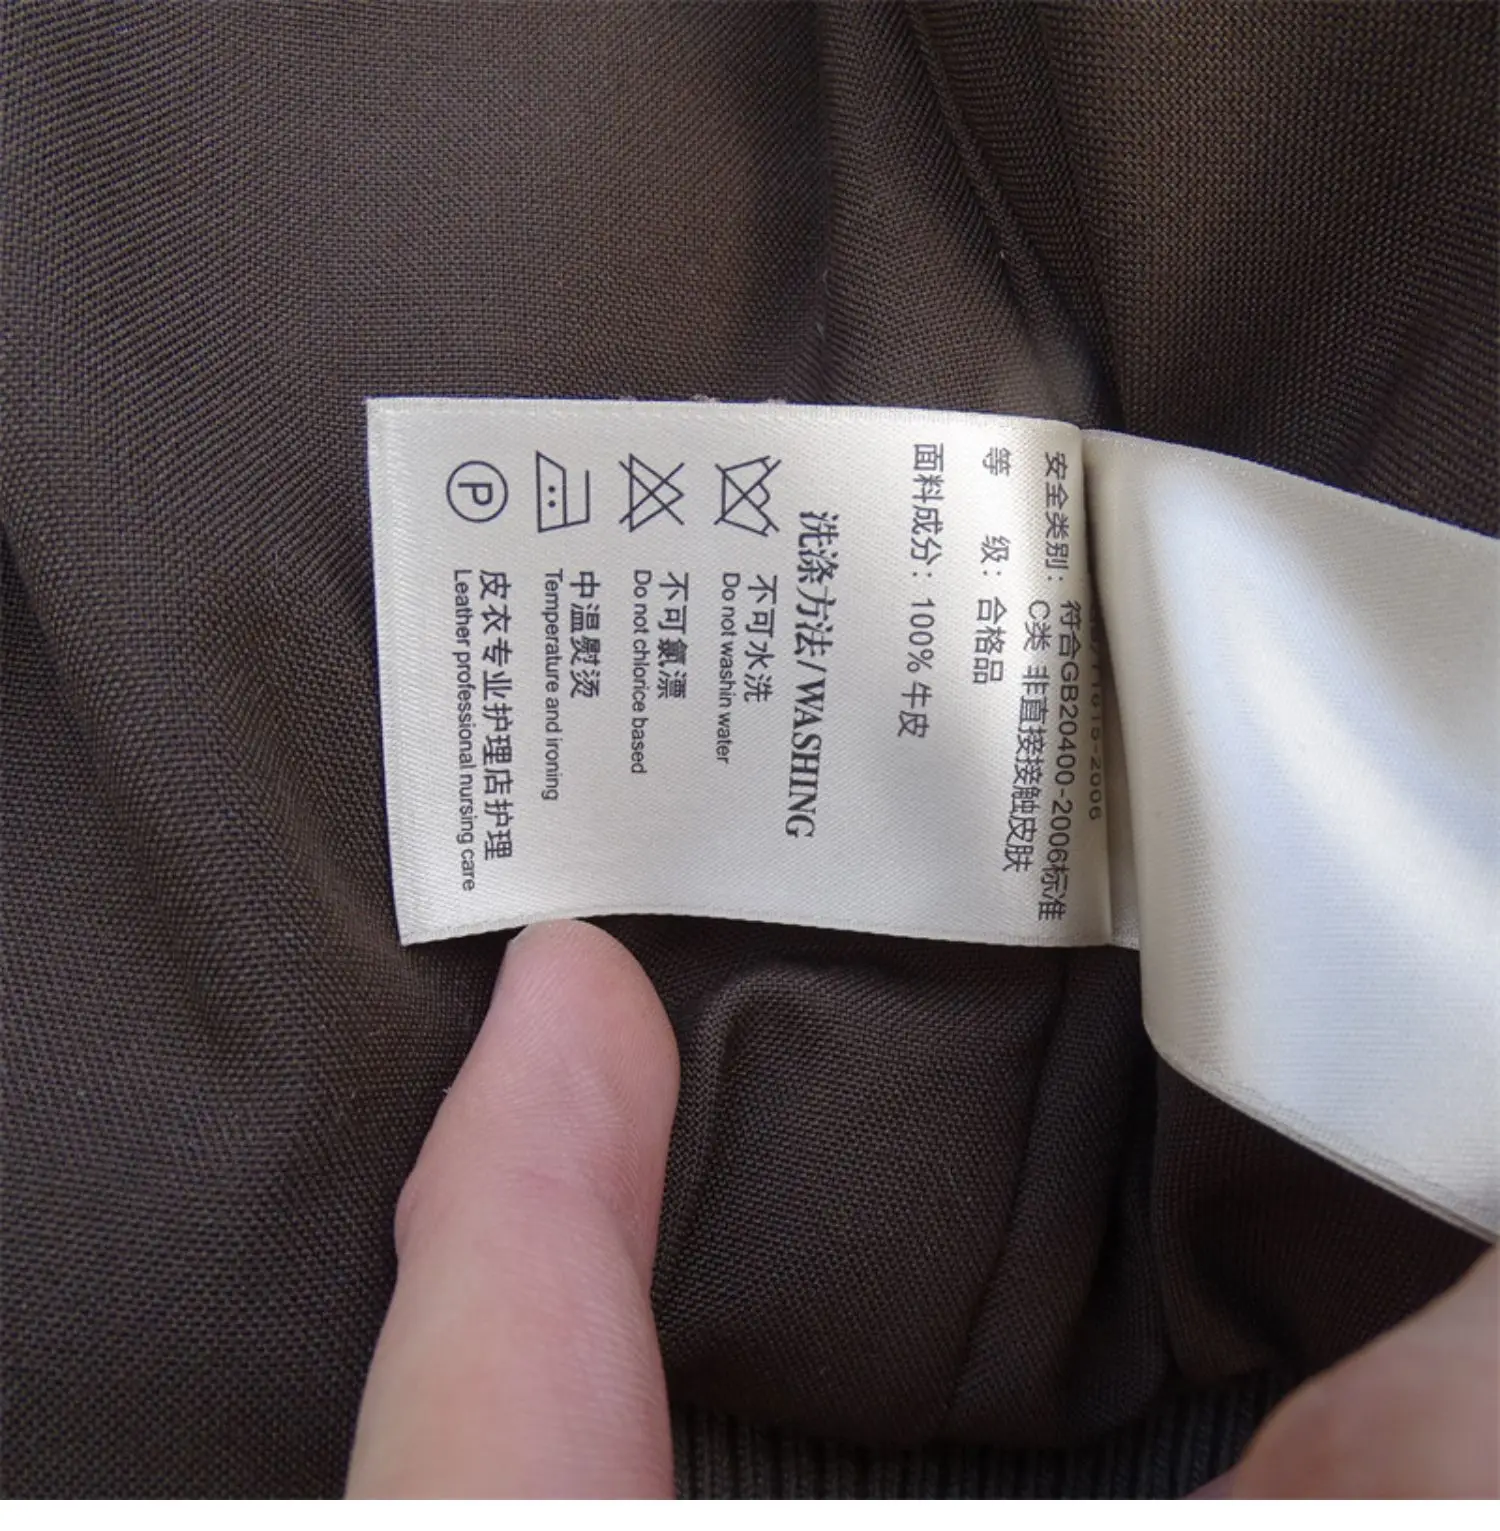 安全类别：符合GB20400-2006标准
C类 非直接接触皮肤
等 级：合格品
面料成分：100% 牛皮
洗涤方法/WASHING
不可水洗
Do not washin water
不可氯漂
Do not chlorice based
中温熨烫
Temperature and ironing
P
皮衣专业护理店护理
Leather professional nursing care